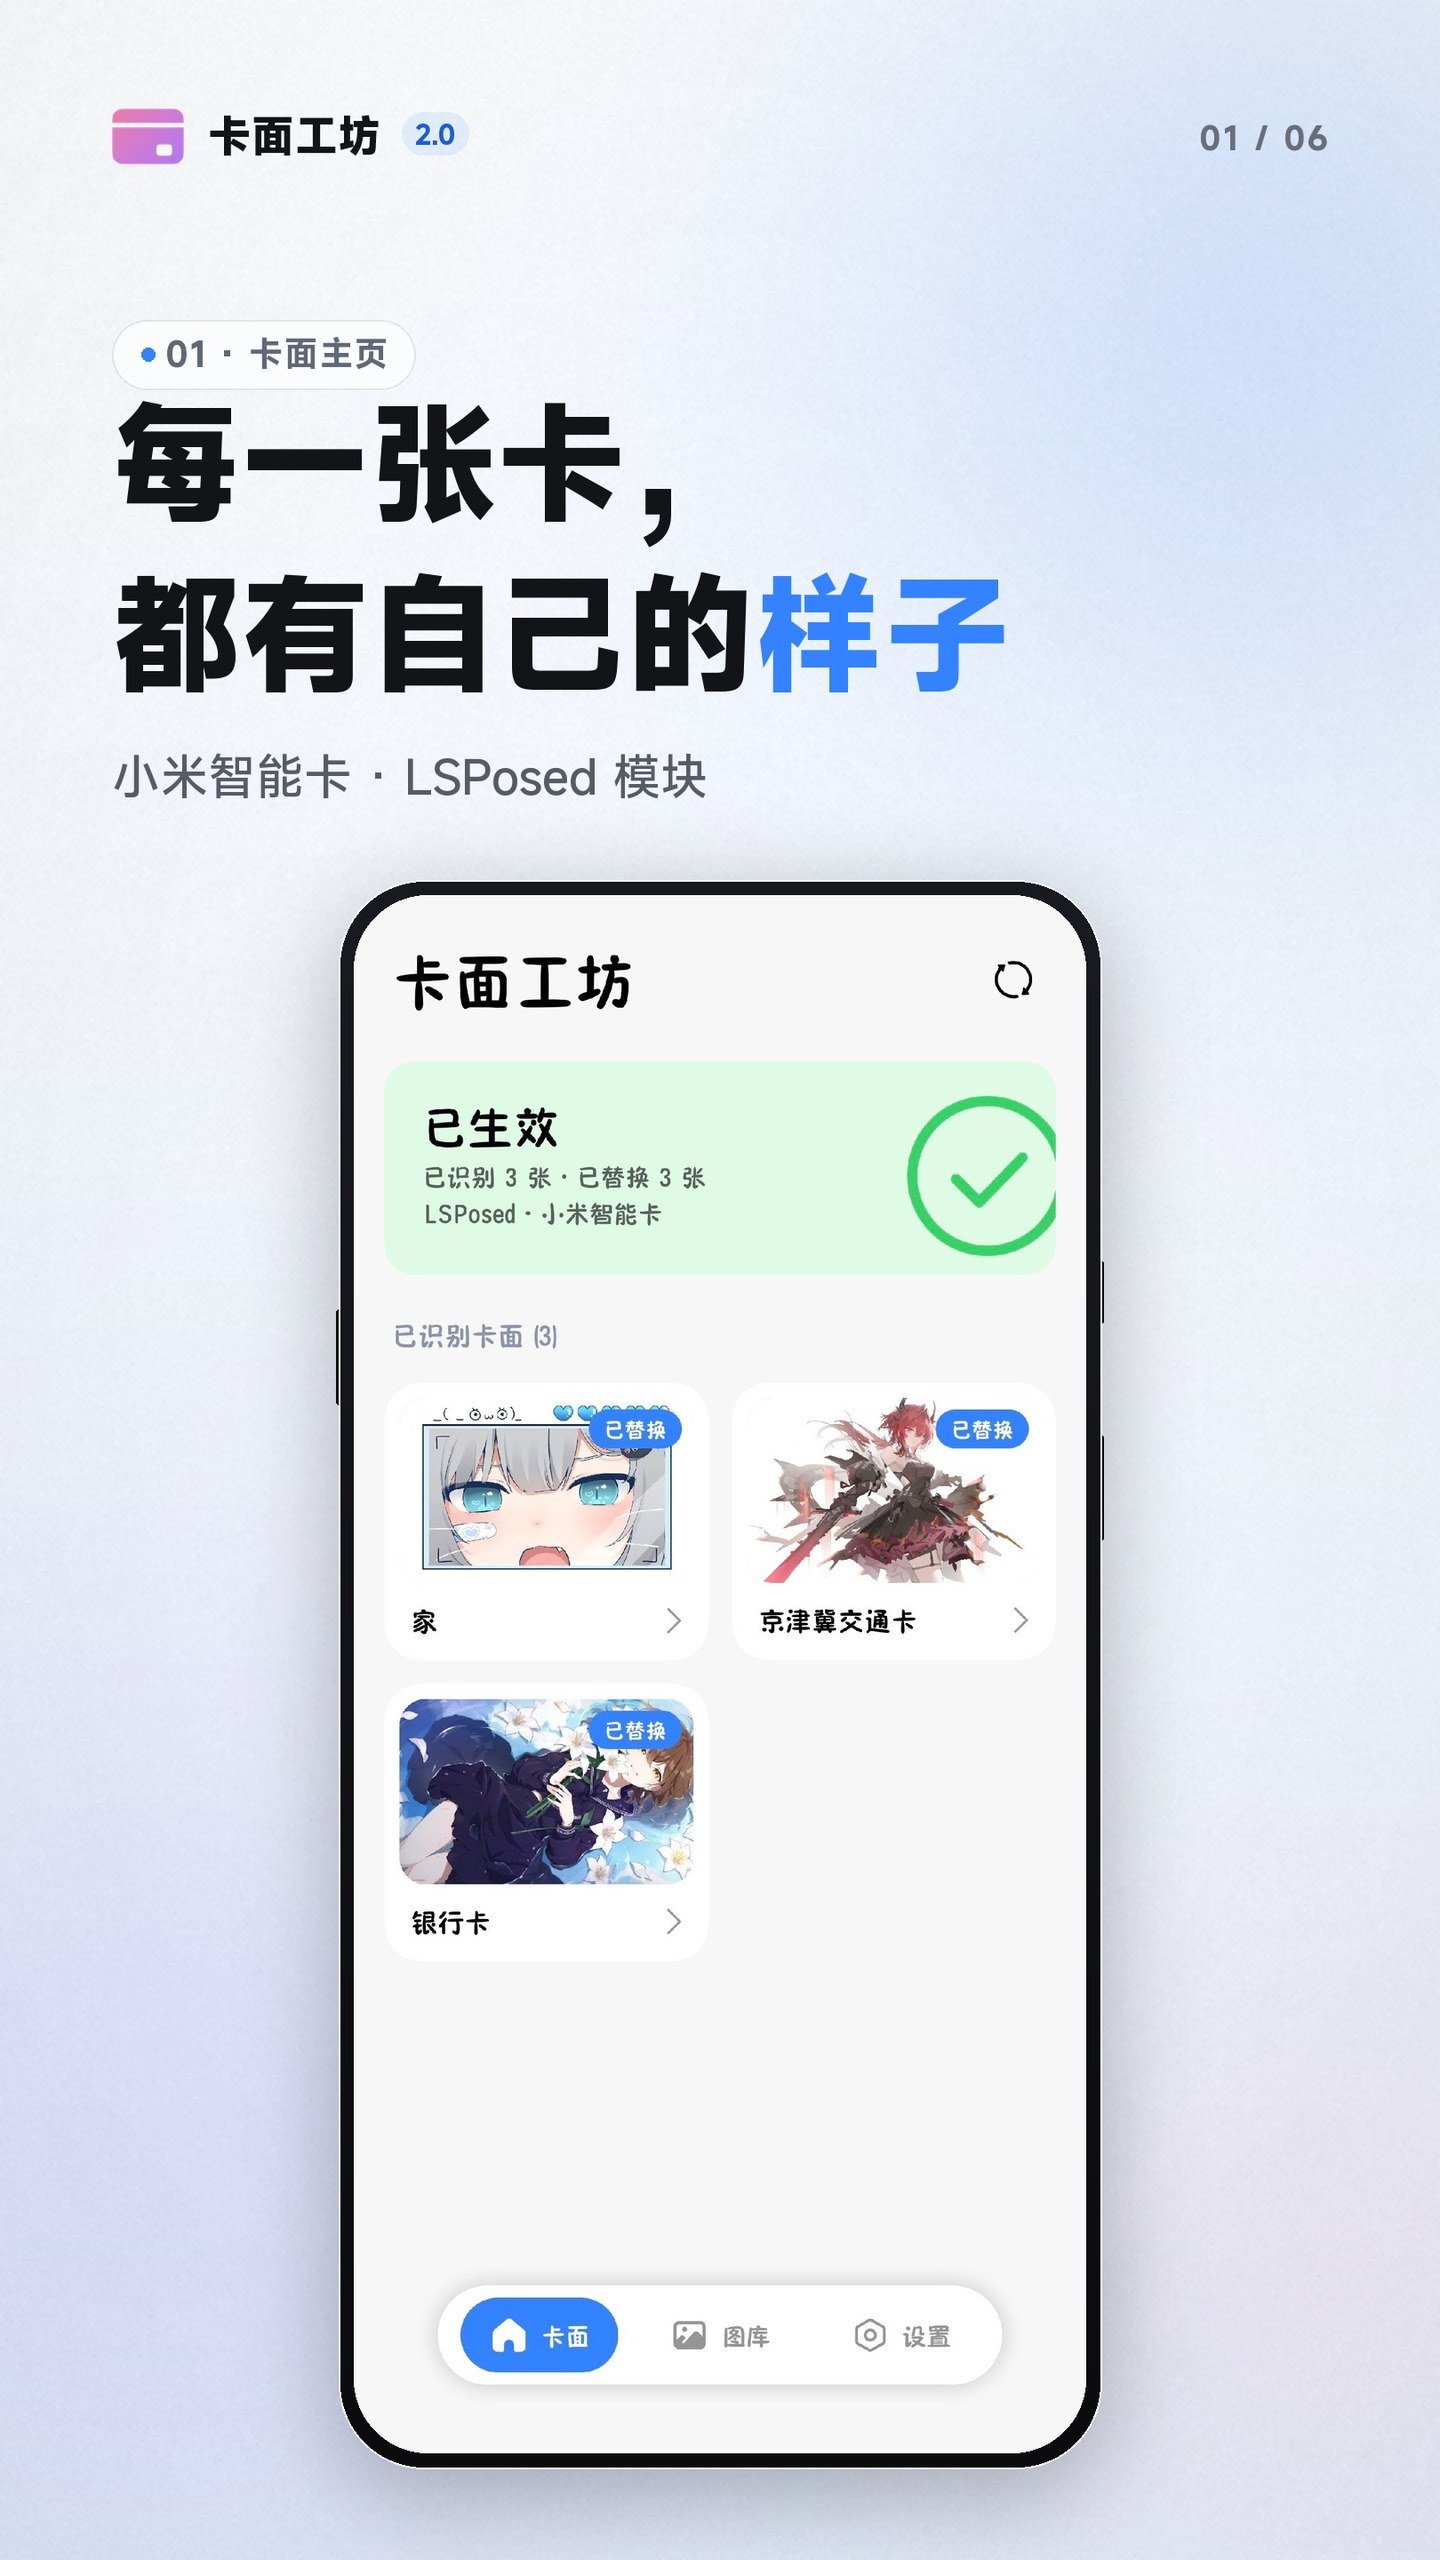 卡面工坊 2.0
01 / 06
01 · 卡面主页
每一张卡，
都有自己的样子
小米智能卡 · LSPosed 模块
卡面工坊
已生效
已识别 3 张 · 已替换 3 张
LSPosed · 小米智能卡
已识别卡面 (3)
已替换
家
已替换
京津冀交通卡
已替换
银行卡
卡面
图库
设置